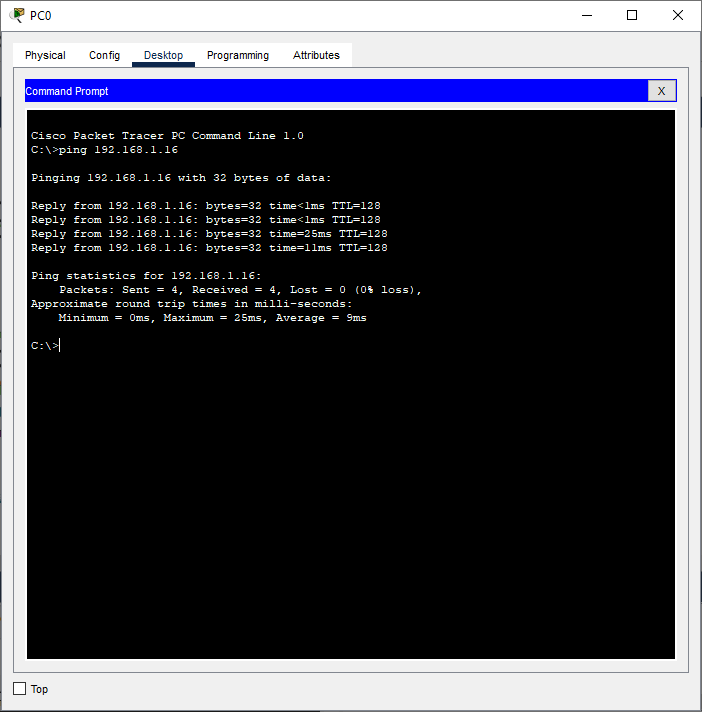 PC0
Physical Config Desktop Programming Attributes
Command Prompt X
Cisco Packet Tracer PC Command Line 1.0
C:\>ping 192.168.1.16
Pinging 192.168.1.16 with 32 bytes of data:
Reply from 192.168.1.16: bytes=32 time<1ms TTL=128
Reply from 192.168.1.16: bytes=32 time<1ms TTL=128
Reply from 192.168.1.16: bytes=32 time=25ms TTL=128
Reply from 192.168.1.16: bytes=32 time=11ms TTL=128
Ping statistics for 192.168.1.16:
Packets: Sent = 4, Received = 4, Lost = 0 (0% loss),
Approximate round trip times in milli-seconds:
Minimum = 0ms, Maximum = 25ms, Average = 9ms
C:\>
Top